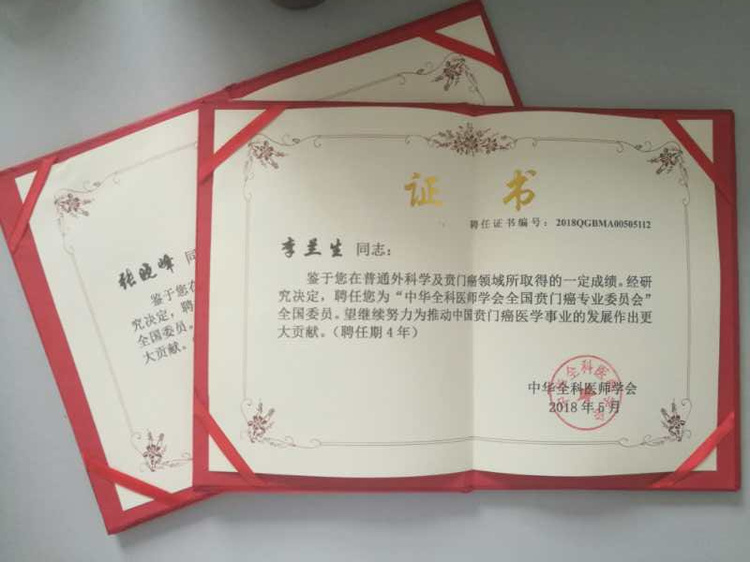 证 书
聘任证书编号：2018QGBMA00505112
李兰生 同志：
鉴于您在普通外科学及贲门癌领域所取得的一定成绩。经研
究决定，聘任您为“中华全科医师学会全国贲门癌专业委员会”
全国委员。望继续努力为推动中国贲门癌医学事业的发展作出更
大贡献。（聘任期4年）
中华全科医师学会
2018年5月
张晓峰 同
鉴于您在
究决定，聘
全国委员。
大贡献。